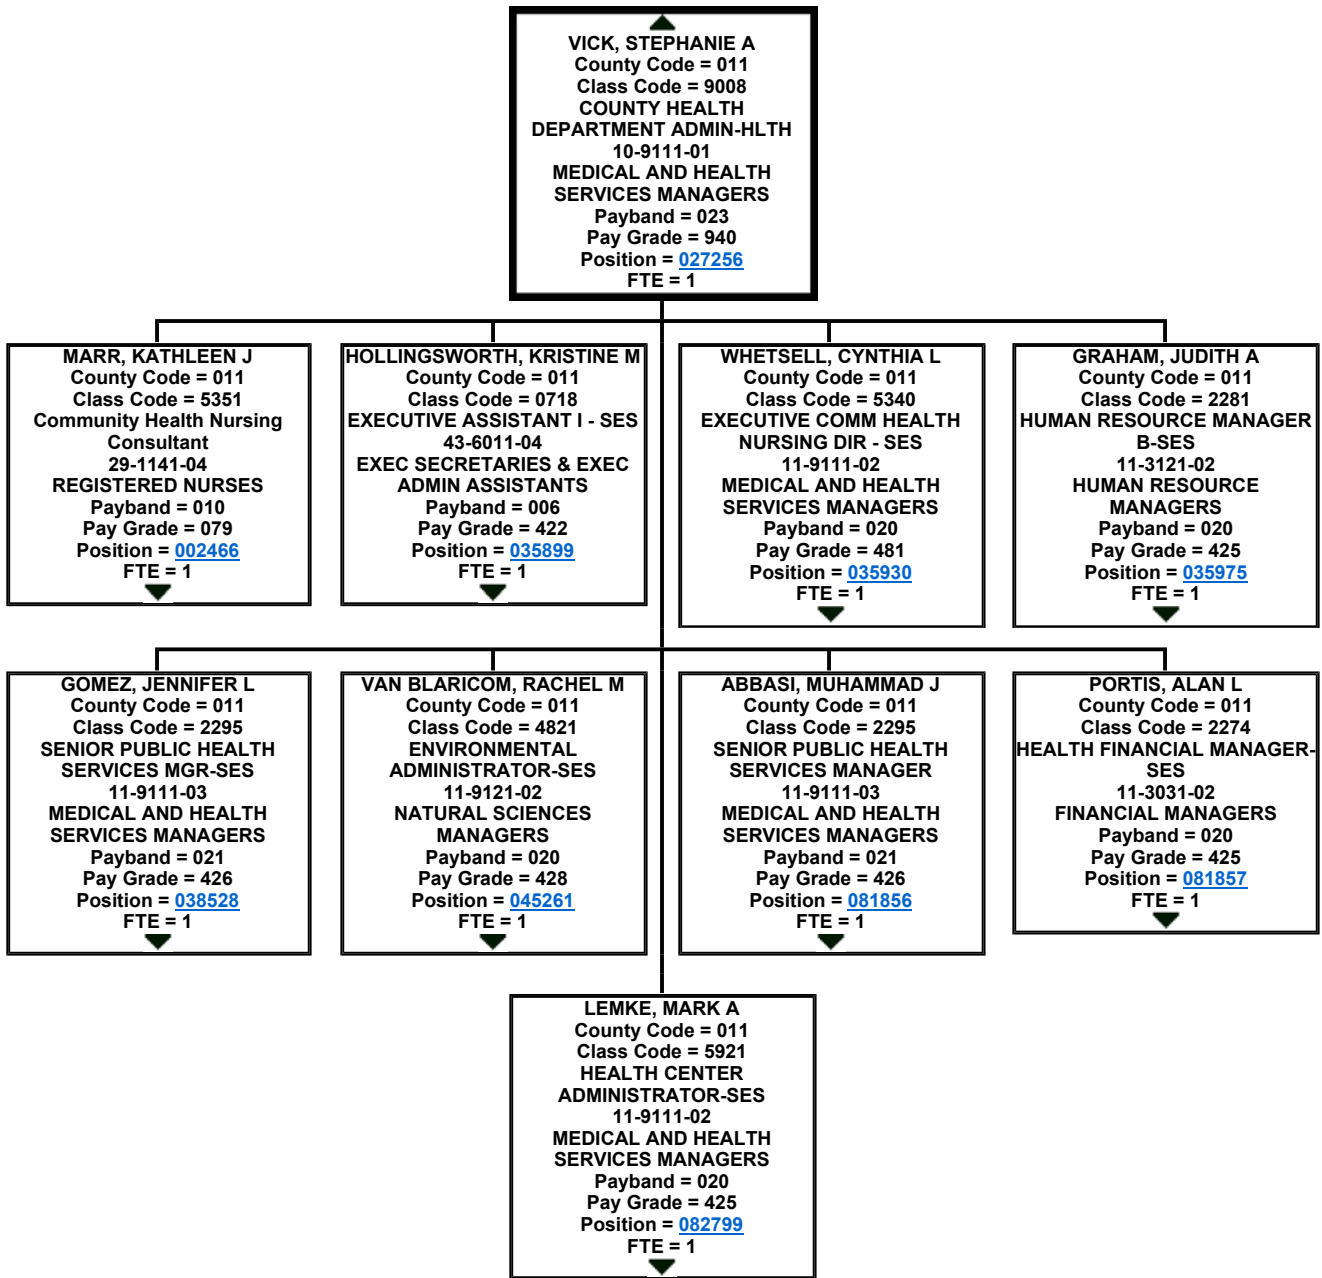 VICK, STEPHANIE A
County Code = 011
Class Code = 9008
COUNTY HEALTH
DEPARTMENT ADMIN-HLTH
10-9111-01
MEDICAL AND HEALTH
SERVICES MANAGERS
Payband = 023
Pay Grade = 940
Position = 027256
FTE = 1
MARR, KATHLEEN J
County Code = 011
Class Code = 5351
Community Health Nursing
Consultant
29-1141-04
REGISTERED NURSES
Payband = 010
Pay Grade = 079
Position = 002466
FTE = 1
HOLLINGSWORTH, KRISTINE M
County Code = 011
Class Code = 0718
EXECUTIVE ASSISTANT I - SES
43-6011-04
EXEC SECRETARIES & EXEC
ADMIN ASSISTANTS
Payband = 006
Pay Grade = 422
Position = 035899
FTE = 1
WHETSELL, CYNTHIA L
County Code = 011
Class Code = 5340
EXECUTIVE COMM HEALTH
NURSING DIR - SES
11-9111-02
MEDICAL AND HEALTH
SERVICES MANAGERS
Payband = 020
Pay Grade = 481
Position = 035930
FTE = 1
GRAHAM, JUDITH A
County Code = 011
Class Code = 2281
HUMAN RESOURCE MANAGER
B-SES
11-3121-02
HUMAN RESOURCE
MANAGERS
Payband = 020
Pay Grade = 425
Position = 035975
FTE = 1
GOMEZ, JENNIFER L
County Code = 011
Class Code = 2295
SENIOR PUBLIC HEALTH
SERVICES MGR-SES
11-9111-03
MEDICAL AND HEALTH
SERVICES MANAGERS
Payband = 021
Pay Grade = 426
Position = 038528
FTE = 1
VAN BLARICOM, RACHEL M
County Code = 011
Class Code = 4821
ENVIRONMENTAL
ADMINISTRATOR-SES
11-9121-02
NATURAL SCIENCES
MANAGERS
Payband = 020
Pay Grade = 428
Position = 045261
FTE = 1
ABBASI, MUHAMMAD J
County Code = 011
Class Code = 2295
SENIOR PUBLIC HEALTH
SERVICES MANAGER
11-9111-03
MEDICAL AND HEALTH
SERVICES MANAGERS
Payband = 021
Pay Grade = 426
Position = 081856
FTE = 1
PORTIS, ALAN L
County Code = 011
Class Code = 2274
HEALTH FINANCIAL MANAGER-
SES
11-3031-02
FINANCIAL MANAGERS
Payband = 020
Pay Grade = 425
Position = 081857
FTE = 1
LEMKE, MARK A
County Code = 011
Class Code = 5921
HEALTH CENTER
ADMINISTRATOR-SES
11-9111-02
MEDICAL AND HEALTH
SERVICES MANAGERS
Payband = 020
Pay Grade = 425
Position = 082799
FTE = 1